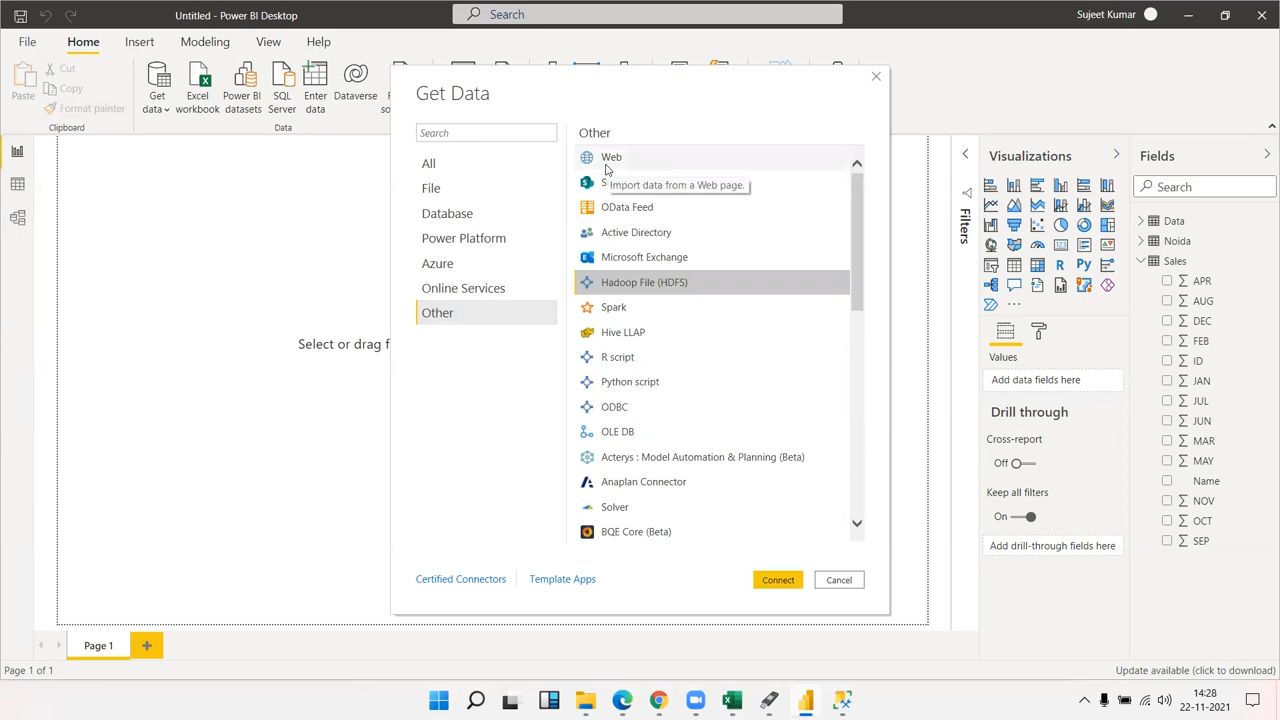 Untitled - Power BI Desktop
Search
Sujeet Kumar
File
Home
Insert
Modeling
View
Help
Paste
Cut
Copy
Format painter
Clipboard
Get data
Excel workbook
Power BI datasets
SQL Server
Enter data
Dataverse
Data
Get Data
Search
All
File
Database
Power Platform
Azure
Online Services
Other
Other
Web
Import data from a Web page.
OData Feed
Active Directory
Microsoft Exchange
Hadoop File (HDFS)
Spark
Hive LLAP
R script
Python script
ODBC
OLE DB
Acterys : Model Automation & Planning (Beta)
Anaplan Connector
Solver
BQE Core (Beta)
Certified Connectors
Template Apps
Connect
Cancel
Select or drag f
Filters
Visualizations
R
Py
123
Values
Add data fields here
Drill through
Cross-report
Off
Keep all filters
On
Add drill-through fields here
Fields
Search
Data
Noida
Sales
APR
AUG
DEC
FEB
ID
JAN
JUL
JUN
MAR
MAY
Name
NOV
OCT
SEP
Page 1
Page 1 of 1
Update available (click to download)
14:28
22-11-2021